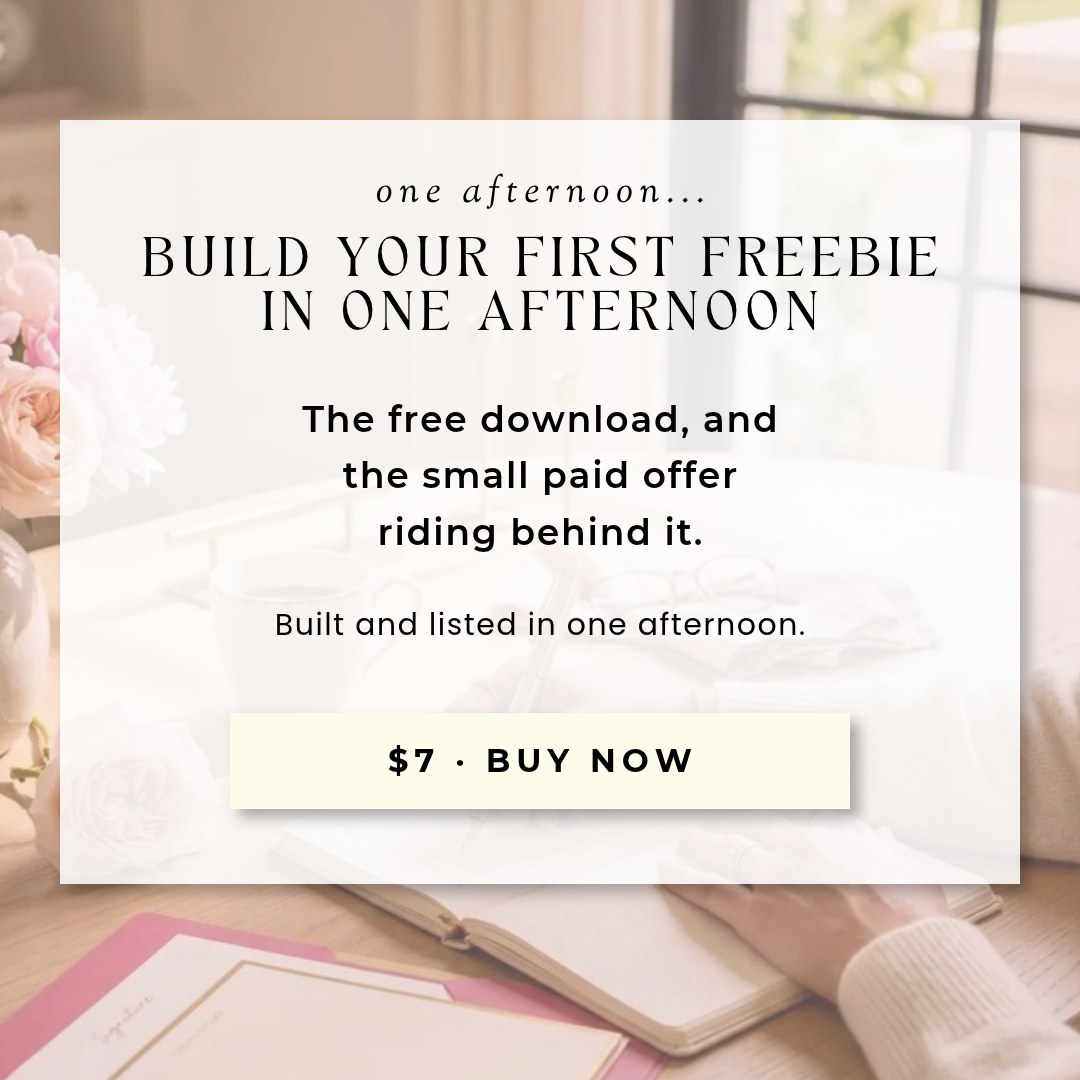 one afternoon...
BUILD YOUR FIRST FREEBIE
IN ONE AFTERNOON
The free download, and
the small paid offer
riding behind it.
Built and listed in one afternoon.
$7 · BUY NOW
Signature